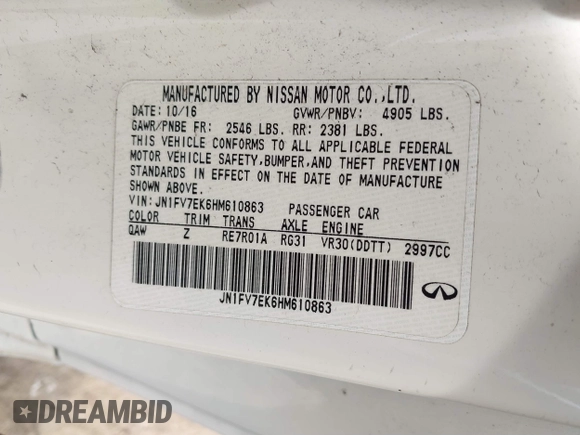 MANUFACTURED BY NISSAN MOTOR CO.,LTD.
DATE: 10/16 GVWR/PNBV: 4905 LBS.
GAWR/PNBE FR: 2546 LBS. RR: 2381 LBS.
THIS VEHICLE CONFORMS TO ALL APPLICABLE FEDERAL
MOTOR VEHICLE SAFETY,BUMPER,AND THEFT PREVENTION
STANDARDS IN EFFECT ON THE DATE OF MANUFACTURE
SHOWN ABOVE.
VIN: JN1FV7EK6HM610863 PASSENGER CAR
COLOR TRIM TRANS AXLE ENGINE
QAW Z RE7R01A RG31 VR30(DDTT) 2997CC
JN1FV7EK6HM610863
DREAMBID